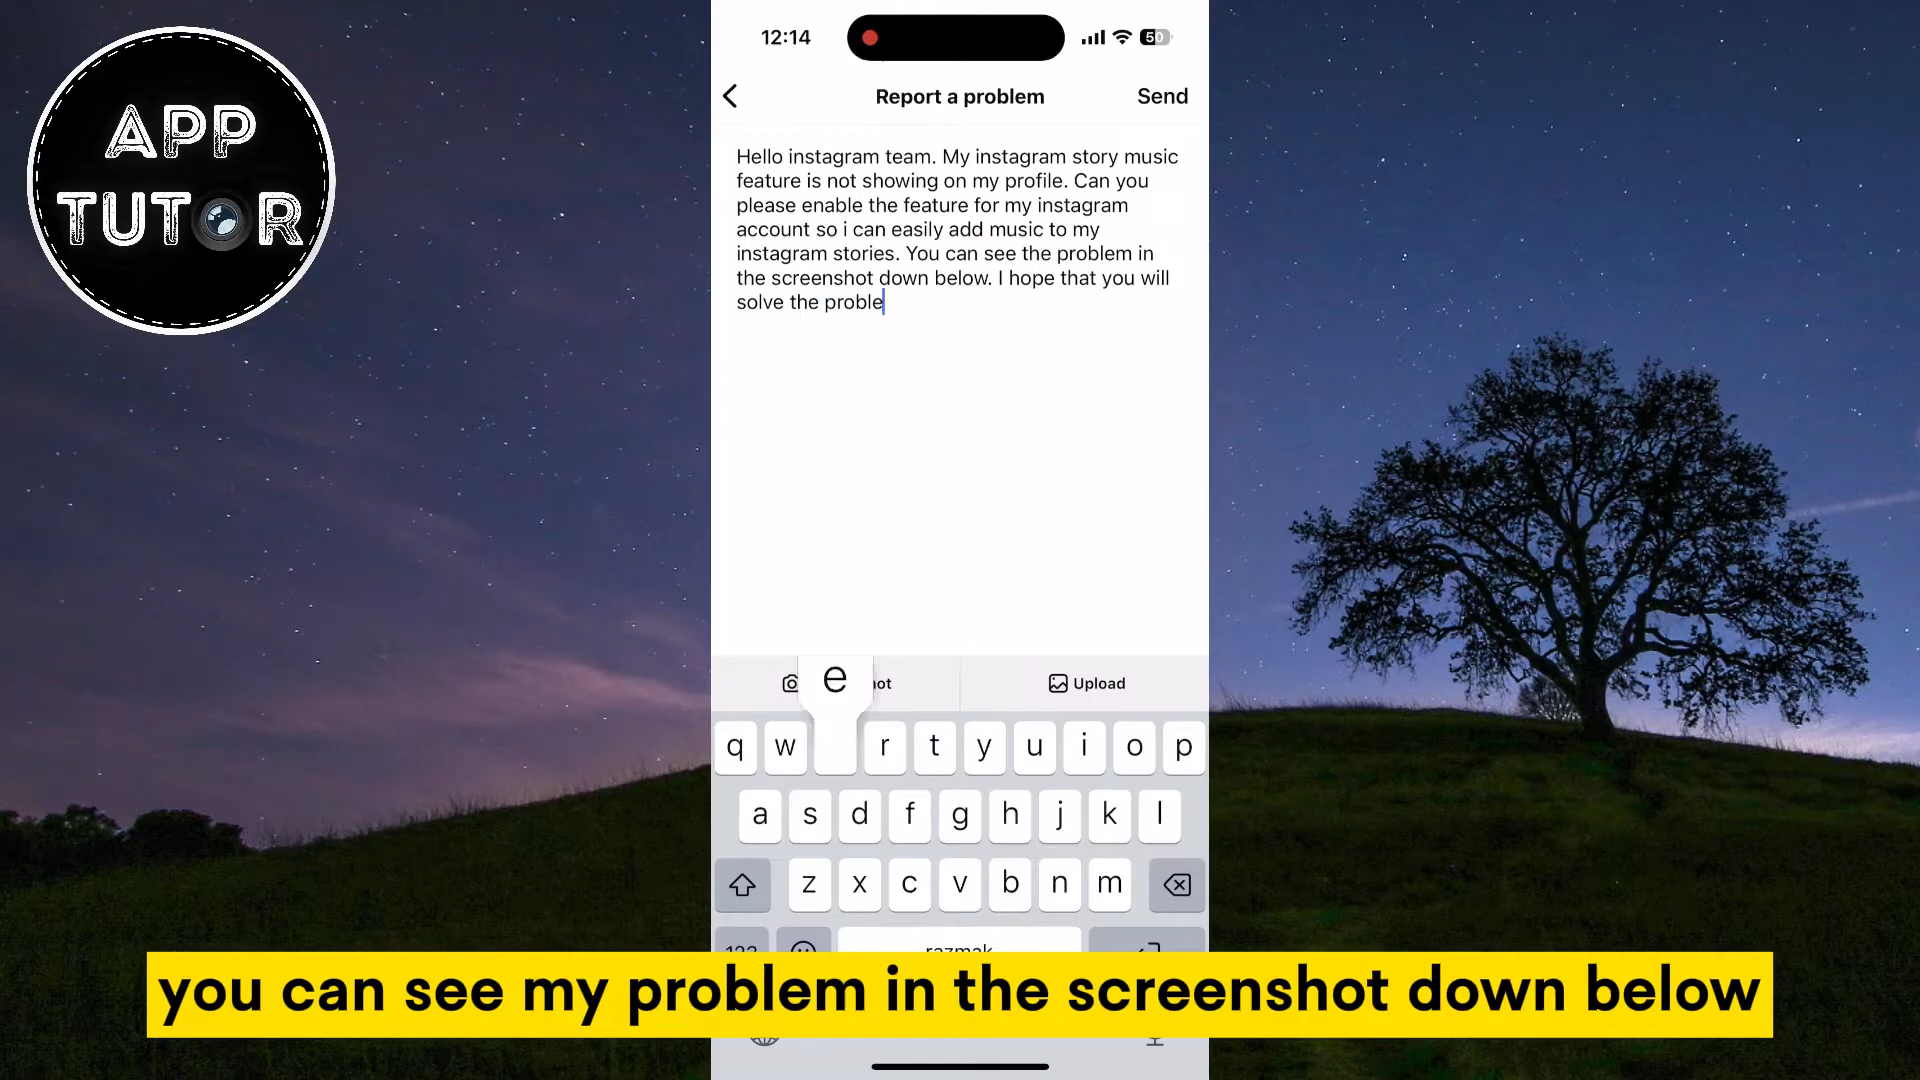 APP
TUTOR
12:14
50
Report a problem
Send
Hello instagram team. My instagram story music
feature is not showing on my profile. Can you
please enable the feature for my instagram
account so i can easily add music to my
instagram stories. You can see the problem in
the screenshot down below. I hope that you will
solve the proble
e
Upload
q w r t y u i o p
a s d f g h j k l
z x c v b n m
you can see my problem in the screenshot down below